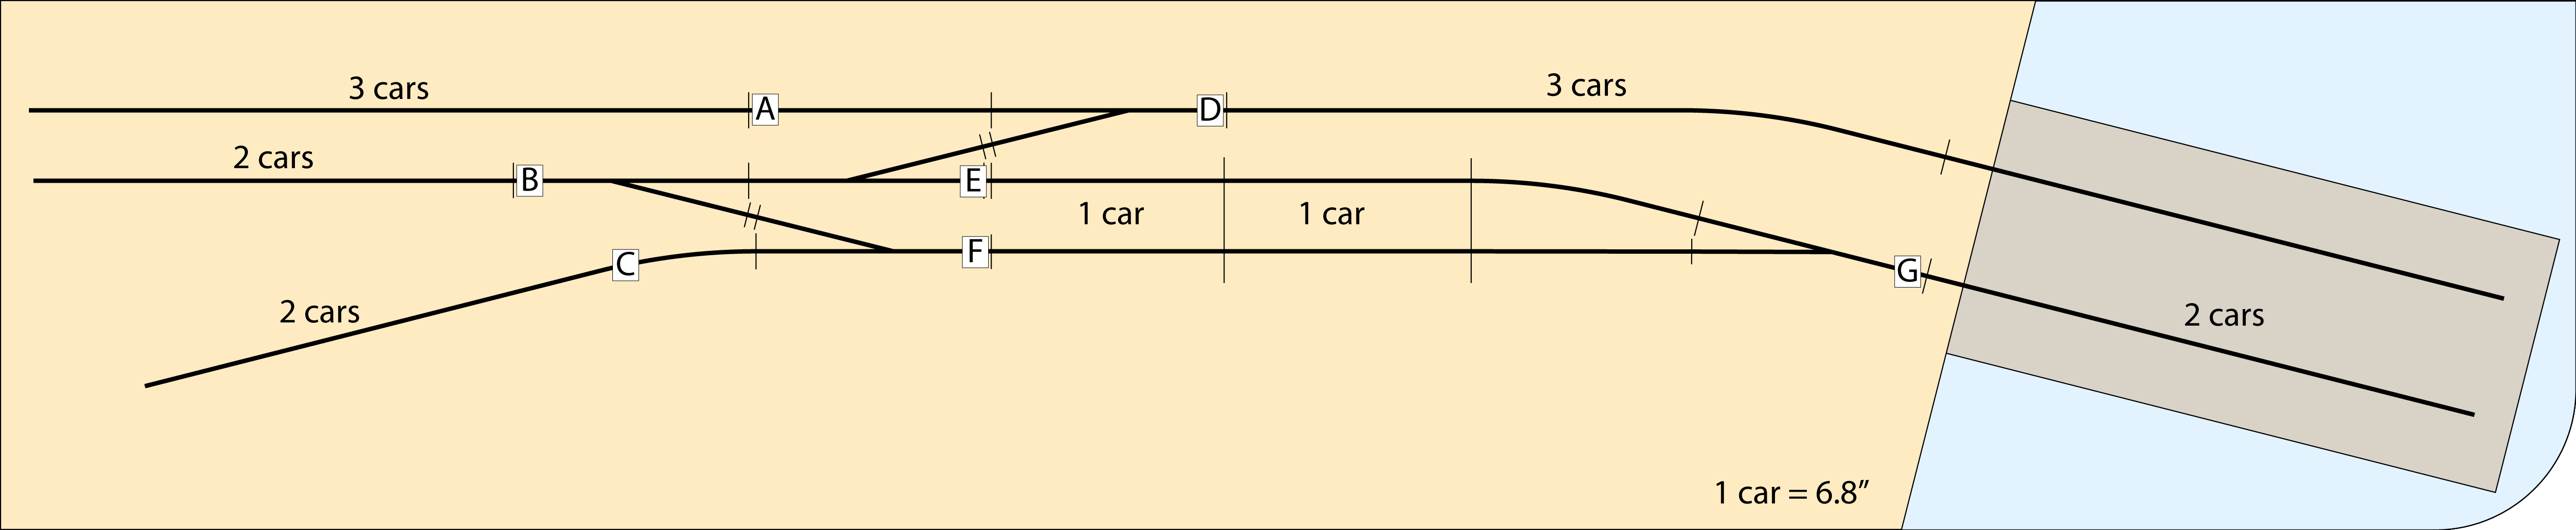 3 cars
A
D
3 cars
2 cars
B
E
1 car
1 car
C
F
G
2 cars
2 cars
1 car = 6.8”